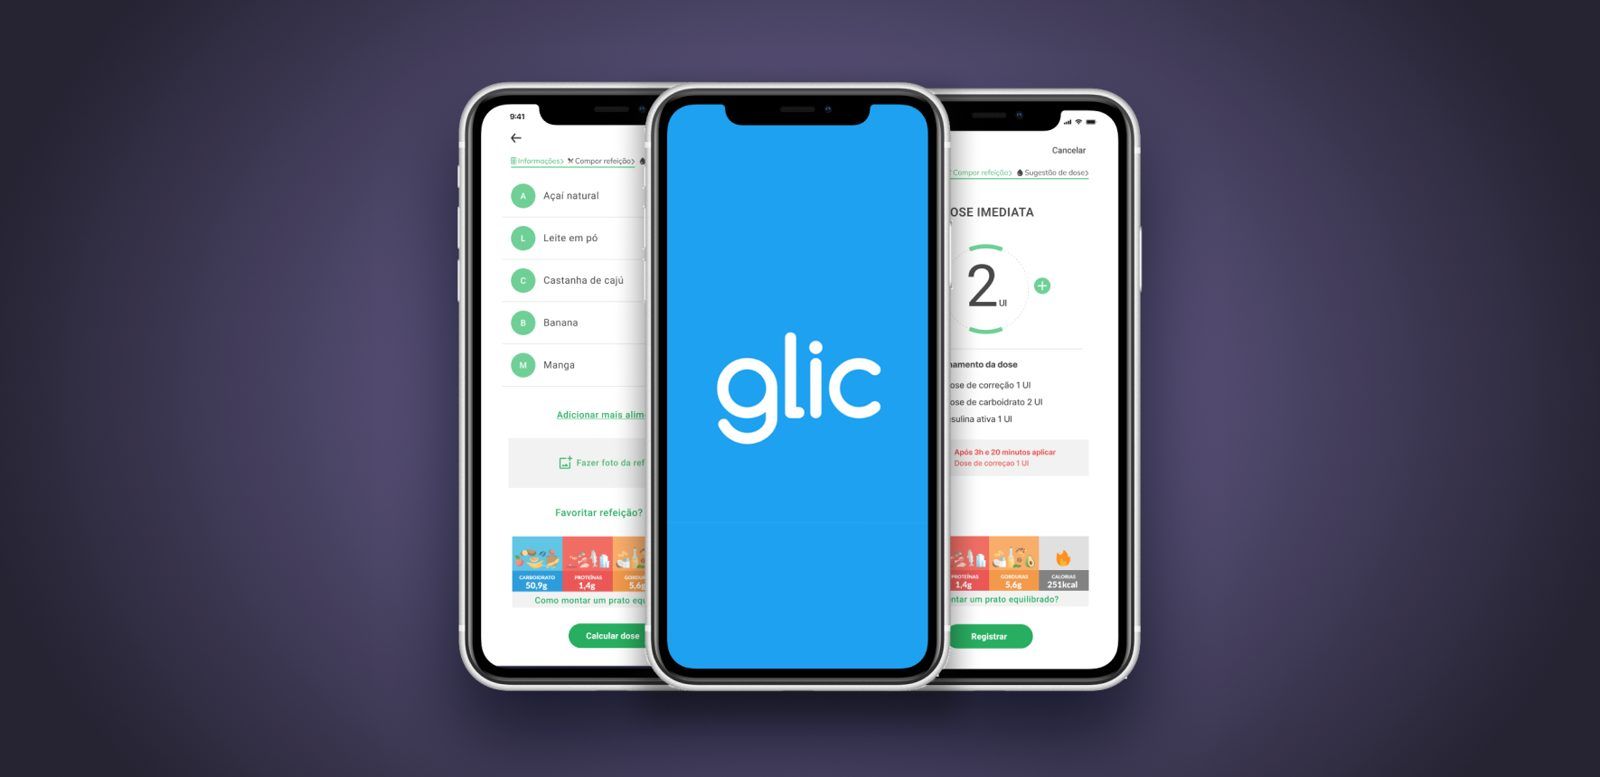 9:41
Informações
Compor refeição
A
Açaí natural
L
Leite em pó
C
Castanha de cajú
B
Banana
M
Manga
Adicionar mais alim
Fazer foto da ref
Favoritar refeição?
CARBOIDRATO
50,9g
PROTEÍNAS
1,4g
5,6g
Como montar um prato equ
Calcular dose
glic
Cancelar
Compor refeição
Sugestão de dose
OSE IMEDIATA
2 UI
namento da dose
ose de correção 1 UI
ose de carboidrato 2 UI
sulina ativa 1 UI
Após 3h e 20 minutos aplicar
Dose de correçao 1 UI
PROTEÍNAS
1,4g
GORDURAS
5,6g
CALORIAS
251kcal
ntar um prato equilibrado?
Registrar